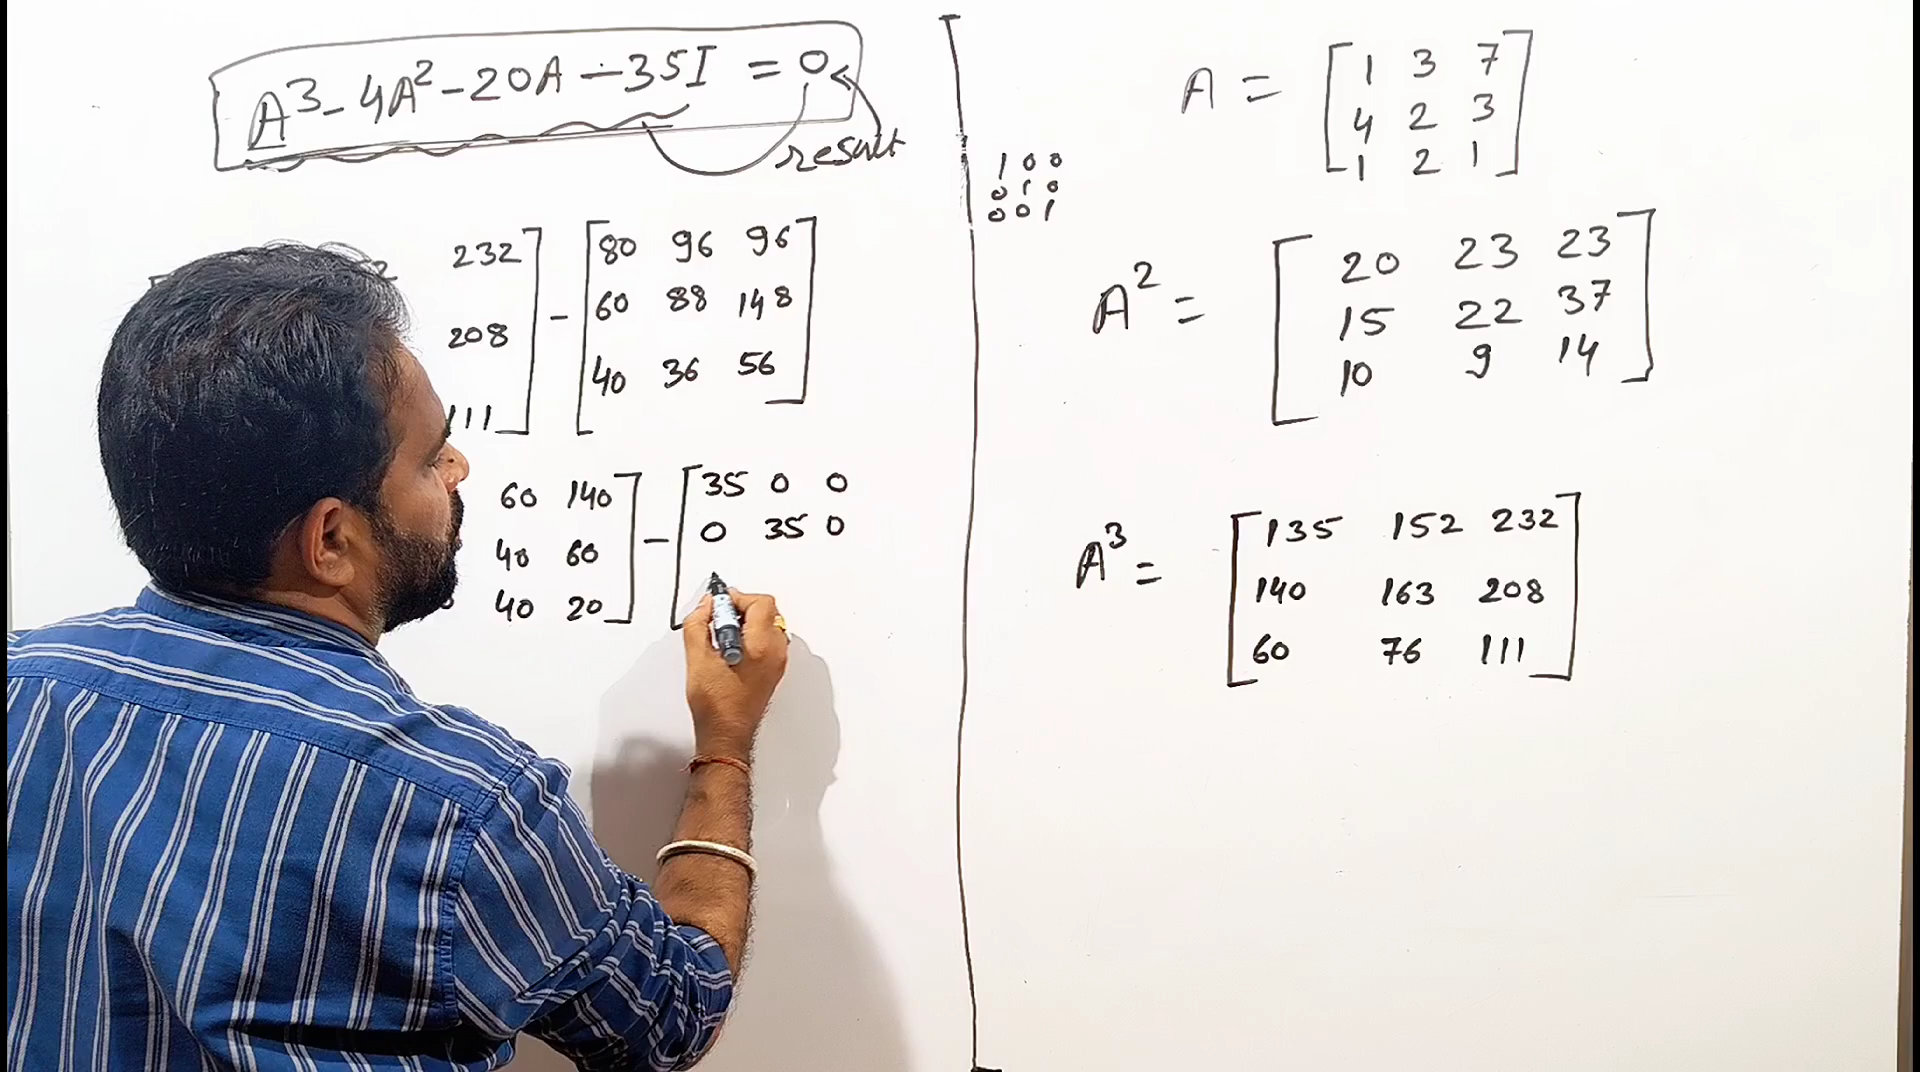 A³ - 4A² - 20A - 35I = 0
result
232] - [80 96 96
208 60 88 148
111 40 36 56]
60 140] - [35 0 0
40 60 0 35 0
40 20]
1 0 0
0 1 0
0 0 1
A = [1 3 7
4 2 3
1 2 1]
A² = [20 23 23
15 22 37
10 9 14]
A³ = [135 152 232
140 163 208
60 76 111]